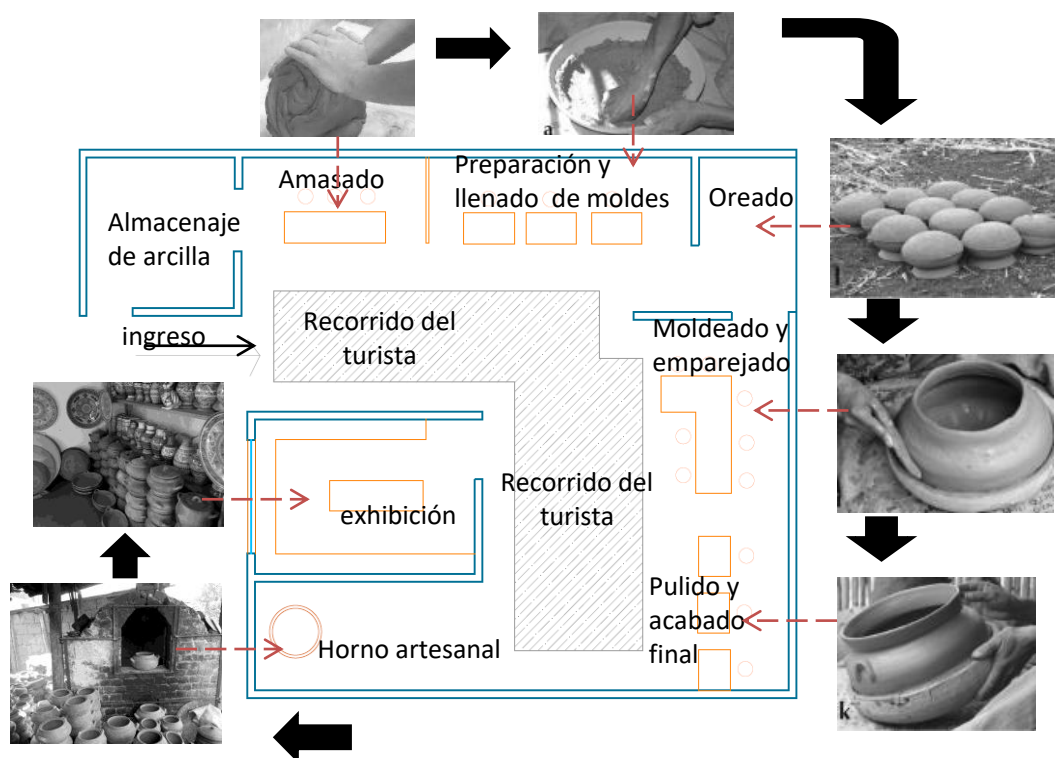 a
Amasado
Preparación y
llenado de moldes
Oreado
Almacenaje
de arcilla
ingreso
Recorrido del
turista
Moldeado y
emparejado
Recorrido del
turista
exhibición
Pulido y
acabado
final
Horno artesanal
k